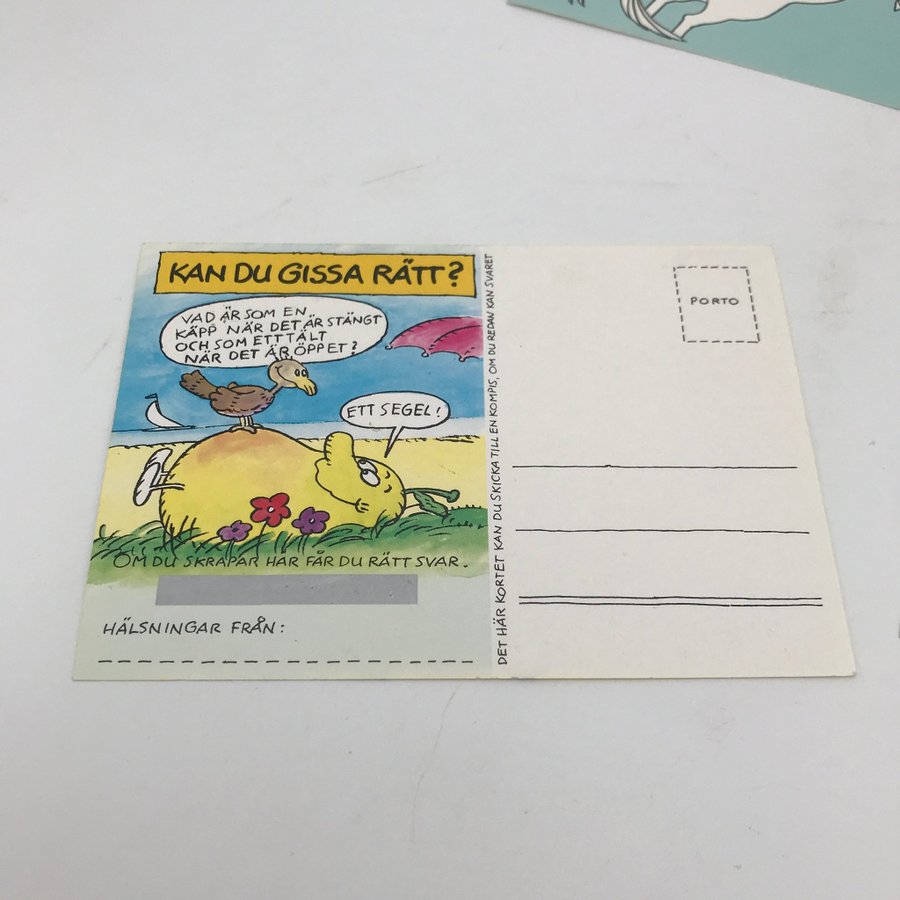 KAN DU GISSA RÄTT?
VAD ÄR SOM EN
KÄPP NÄR DET ÄR STÄNGT
OCH SOM ETT TÄLT
NÄR DET ÄR ÖPPET?
ETT SEGEL!
OM DU SKRAPAR HÄR FÅR DU RÄTT SVAR.
HÄLSNINGAR FRÅN:
DET HÄR KORTET KAN DU SKICKA TILL EN KOMPIS, OM DU REDAN KAN SVARET
PORTO